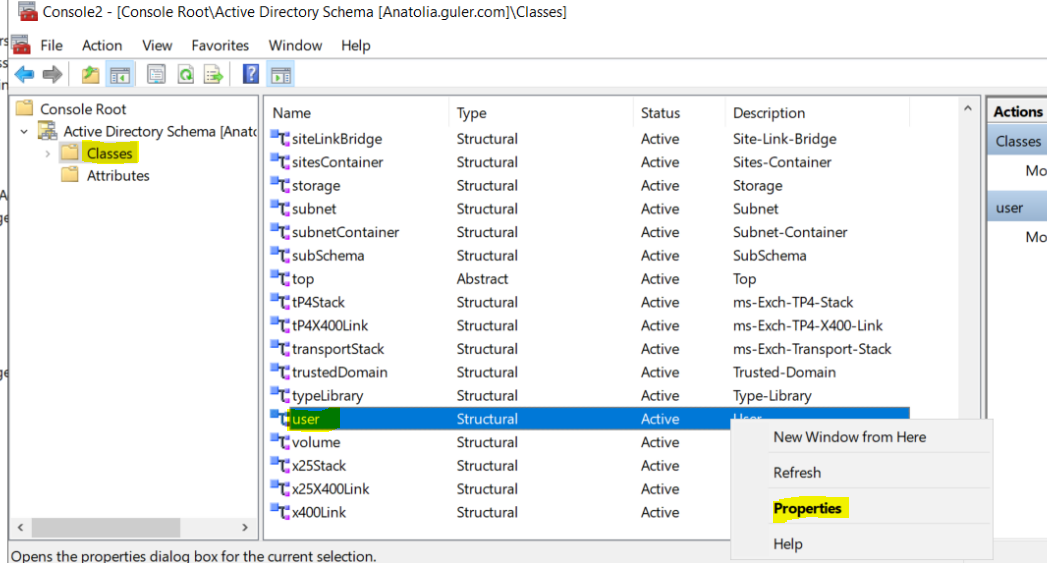 Console2 - [Console Root\Active Directory Schema [Anatolia.guler.com]\Classes]
File Action View Favorites Window Help
Console Root
Active Directory Schema [Anato
Classes
Attributes
Name Type Status Description
siteLinkBridge Structural Active Site-Link-Bridge
sitesContainer Structural Active Sites-Container
storage Structural Active Storage
subnet Structural Active Subnet
subnetContainer Structural Active Subnet-Container
subSchema Structural Active SubSchema
top Abstract Active Top
tP4Stack Structural Active ms-Exch-TP4-Stack
tP4X400Link Structural Active ms-Exch-TP4-X400-Link
transportStack Structural Active ms-Exch-Transport-Stack
trustedDomain Structural Active Trusted-Domain
typeLibrary Structural Active Type-Library
user Structural Active User
volume Structural Active
x25Stack Structural Active
x25X400Link Structural Active
x400Link Structural Active
New Window from Here
Refresh
Properties
Help
Actions
Classes
Mo
user
Mo
Opens the properties dialog box for the current selection.